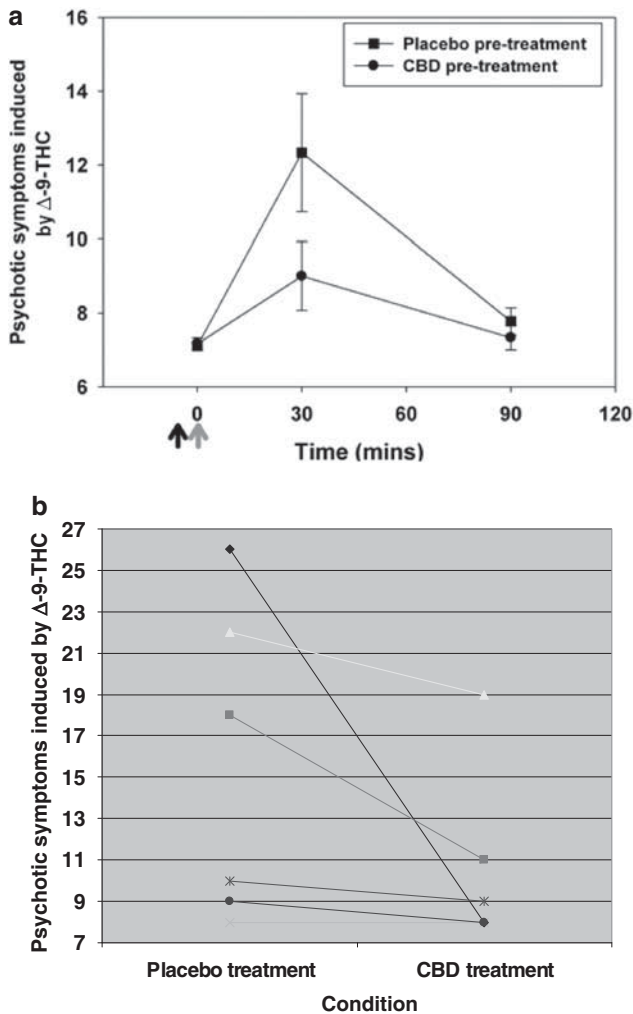 a
16
14
12
10
8
6
Psychotic symptoms induced
by Δ-9-THC
Placebo pre-treatment
CBD pre-treatment
0 30 60 90 120
Time (mins)
b
27
25
23
21
19
17
15
13
11
9
7
Psychotic symptoms induced by Δ-9-THC
Placebo treatment CBD treatment
Condition